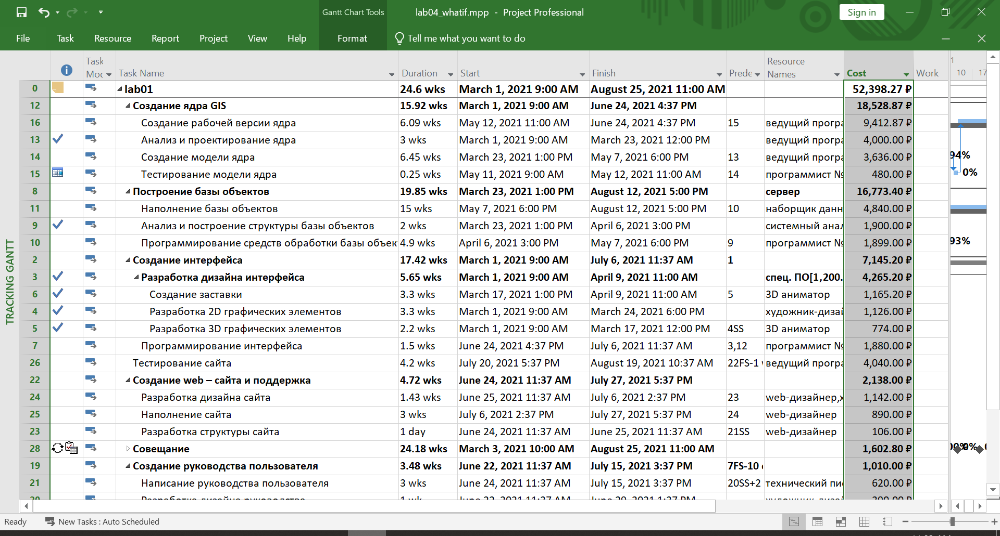 Gantt Chart Tools
lab04_whatif.mpp - Project Professional
Sign in
File Task Resource Report Project View Help Format Tell me what you want to do
Task Mode Task Name Duration Start Finish Prede Resource Names Cost Work 1 10 17
0 lab01 24.6 wks March 1, 2021 9:00 AM August 25, 2021 11:00 AM 52,398.27 ₽
12 Создание ядра GIS 15.92 wks March 1, 2021 9:00 AM June 24, 2021 4:37 PM 18,528.87 ₽
16 Создание рабочей версии ядра 6.09 wks May 12, 2021 11:00 AM June 24, 2021 4:37 PM 15 ведущий програ 9,412.87 ₽
13 Анализ и проектирование ядра 3 wks March 1, 2021 9:00 AM March 23, 2021 12:00 PM ведущий програ 4,000.00 ₽
14 Создание модели ядра 6.45 wks March 23, 2021 1:00 PM May 7, 2021 6:00 PM 13 ведущий програ 3,636.00 ₽ 94%
15 Тестирование модели ядра 0.25 wks May 11, 2021 9:00 AM May 12, 2021 11:00 AM 14 программист № 480.00 ₽ 0%
8 Построение базы объектов 19.85 wks March 23, 2021 1:00 PM August 12, 2021 5:00 PM сервер 16,773.40 ₽
11 Наполнение базы объектов 15 wks May 7, 2021 6:00 PM August 12, 2021 5:00 PM 10 наборщик данн 4,840.00 ₽
9 Анализ и построение структуры базы объектов 2 wks March 23, 2021 1:00 PM April 6, 2021 3:00 PM системный анал 1,900.00 ₽
10 Программирование средств обработки базы объек 4.9 wks April 6, 2021 3:00 PM May 7, 2021 6:00 PM 9 программист № 1,899.00 ₽ 93%
2 Создание интерфейса 17.42 wks March 1, 2021 9:00 AM July 6, 2021 11:37 AM 1 7,145.20 ₽
3 Разработка дизайна интерфейса 5.65 wks March 1, 2021 9:00 AM April 9, 2021 11:00 AM спец. ПО[1,200. 4,265.20 ₽
6 Создание заставки 3.3 wks March 17, 2021 1:00 PM April 9, 2021 11:00 AM 5 3D аниматор 1,165.20 ₽
4 Разработка 2D графических элементов 3.3 wks March 1, 2021 9:00 AM March 24, 2021 6:00 PM художник-дизай 1,126.00 ₽
5 Разработка 3D графических элементов 2.2 wks March 1, 2021 9:00 AM March 17, 2021 12:00 PM 4SS 3D аниматор 774.00 ₽
7 Программирование интерфейса 1.5 wks June 24, 2021 4:37 PM July 6, 2021 11:37 AM 3,12 программист № 1,880.00 ₽
26 Тестирование сайта 4.2 wks July 20, 2021 5:37 PM August 19, 2021 10:37 AM 22FS-1 ведущий програ 4,040.00 ₽
22 Создание web – сайта и поддержка 4.72 wks June 24, 2021 11:37 AM July 27, 2021 5:37 PM 2,138.00 ₽
24 Разработка дизайна сайта 1.43 wks June 25, 2021 11:37 AM July 6, 2021 2:37 PM 23 web-дизайнер,х 1,142.00 ₽
25 Наполнение сайта 3 wks July 6, 2021 2:37 PM July 27, 2021 5:37 PM 24 web-дизайнер 890.00 ₽
23 Разработка структуры сайта 1 day June 24, 2021 11:37 AM June 25, 2021 11:37 AM 21SS web-дизайнер 106.00 ₽
28 Совещание 24.18 wks March 3, 2021 10:00 AM August 25, 2021 11:00 AM 1,602.80 ₽
19 Создание руководства пользователя 3.48 wks June 22, 2021 11:37 AM July 15, 2021 3:37 PM 7FS-10 1,010.00 ₽
21 Написание руководства пользователя 3 wks June 24, 2021 11:37 AM July 15, 2021 3:37 PM 20SS+2 технический пи 620.00 ₽
TRACKING GANTT
Ready New Tasks : Auto Scheduled